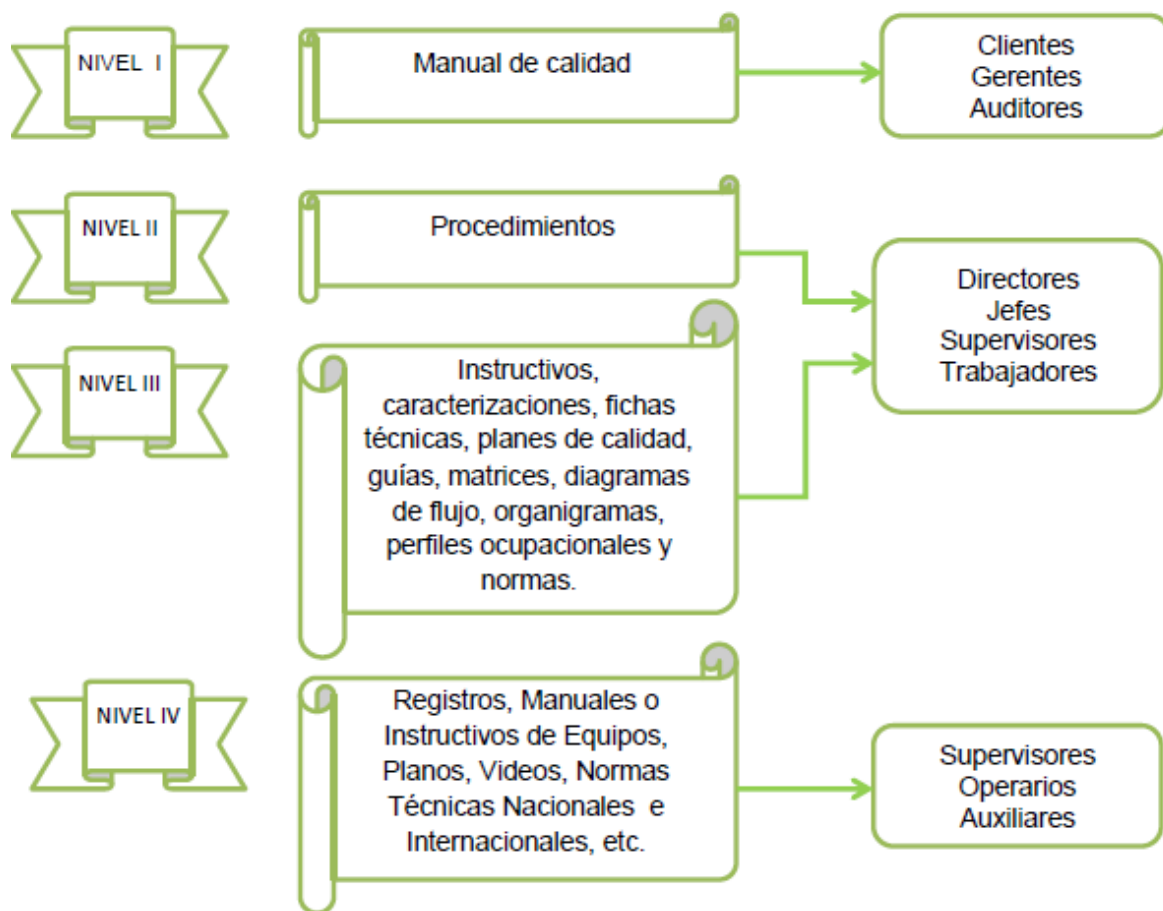 NIVEL I
Manual de calidad
Clientes
Gerentes
Auditores
NIVEL II
Procedimientos
Directores
Jefes
Supervisores
Trabajadores
NIVEL III
Instructivos,
caracterizaciones, fichas
técnicas, planes de calidad,
guías, matrices, diagramas
de flujo, organigramas,
perfiles ocupacionales y
normas.
NIVEL IV
Registros, Manuales o
Instructivos de Equipos,
Planos, Videos, Normas
Técnicas Nacionales e
Internacionales, etc.
Supervisores
Operarios
Auxiliares